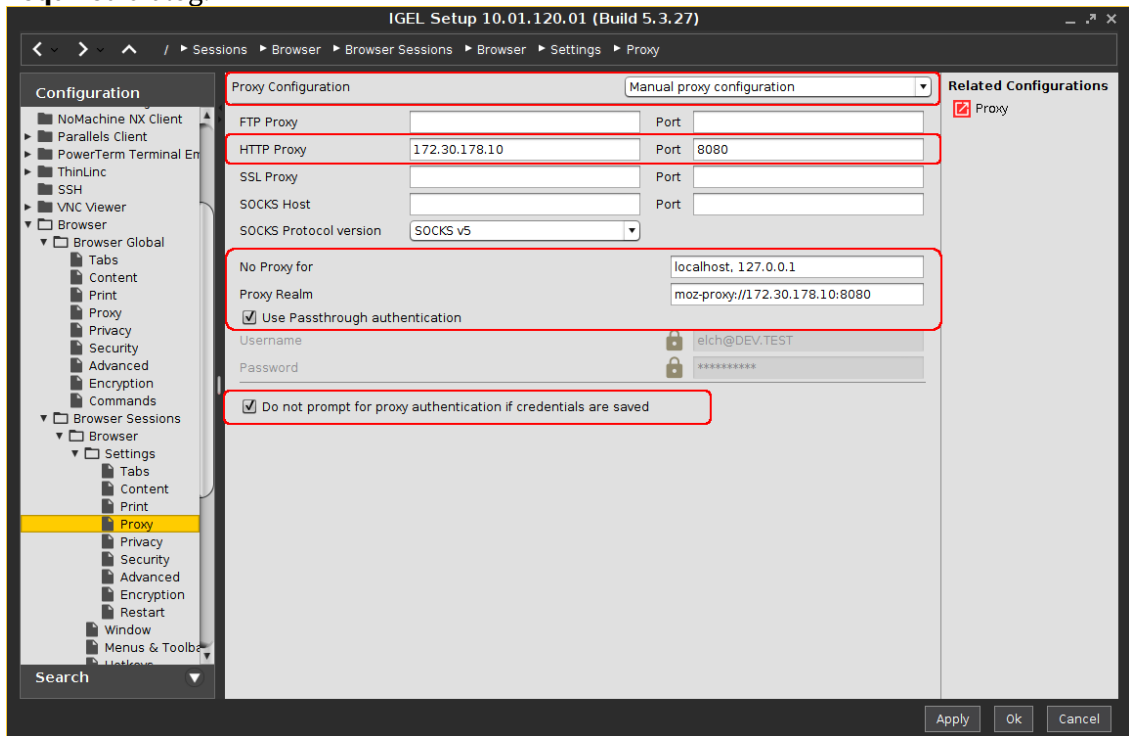 IGEL Setup 10.01.120.01 (Build 5.3.27)
/ Sessions Browser Browser Sessions Browser Settings Proxy
Configuration
NoMachine NX Client
Parallels Client
PowerTerm Terminal Em
ThinLinc
SSH
VNC Viewer
Browser
Browser Global
Tabs
Content
Print
Proxy
Privacy
Security
Advanced
Encryption
Commands
Browser Sessions
Browser
Settings
Tabs
Content
Print
Proxy
Privacy
Security
Advanced
Encryption
Restart
Window
Menus & Toolba
Search
Proxy Configuration Manual proxy configuration
FTP Proxy Port
HTTP Proxy 172.30.178.10 Port 8080
SSL Proxy Port
SOCKS Host Port
SOCKS Protocol version SOCKS v5
No Proxy for localhost, 127.0.0.1
Proxy Realm moz-proxy://172.30.178.10:8080
Use Passthrough authentication
Username elch@DEV.TEST
Password **********
Do not prompt for proxy authentication if credentials are saved
Related Configurations
Proxy
Apply Ok Cancel